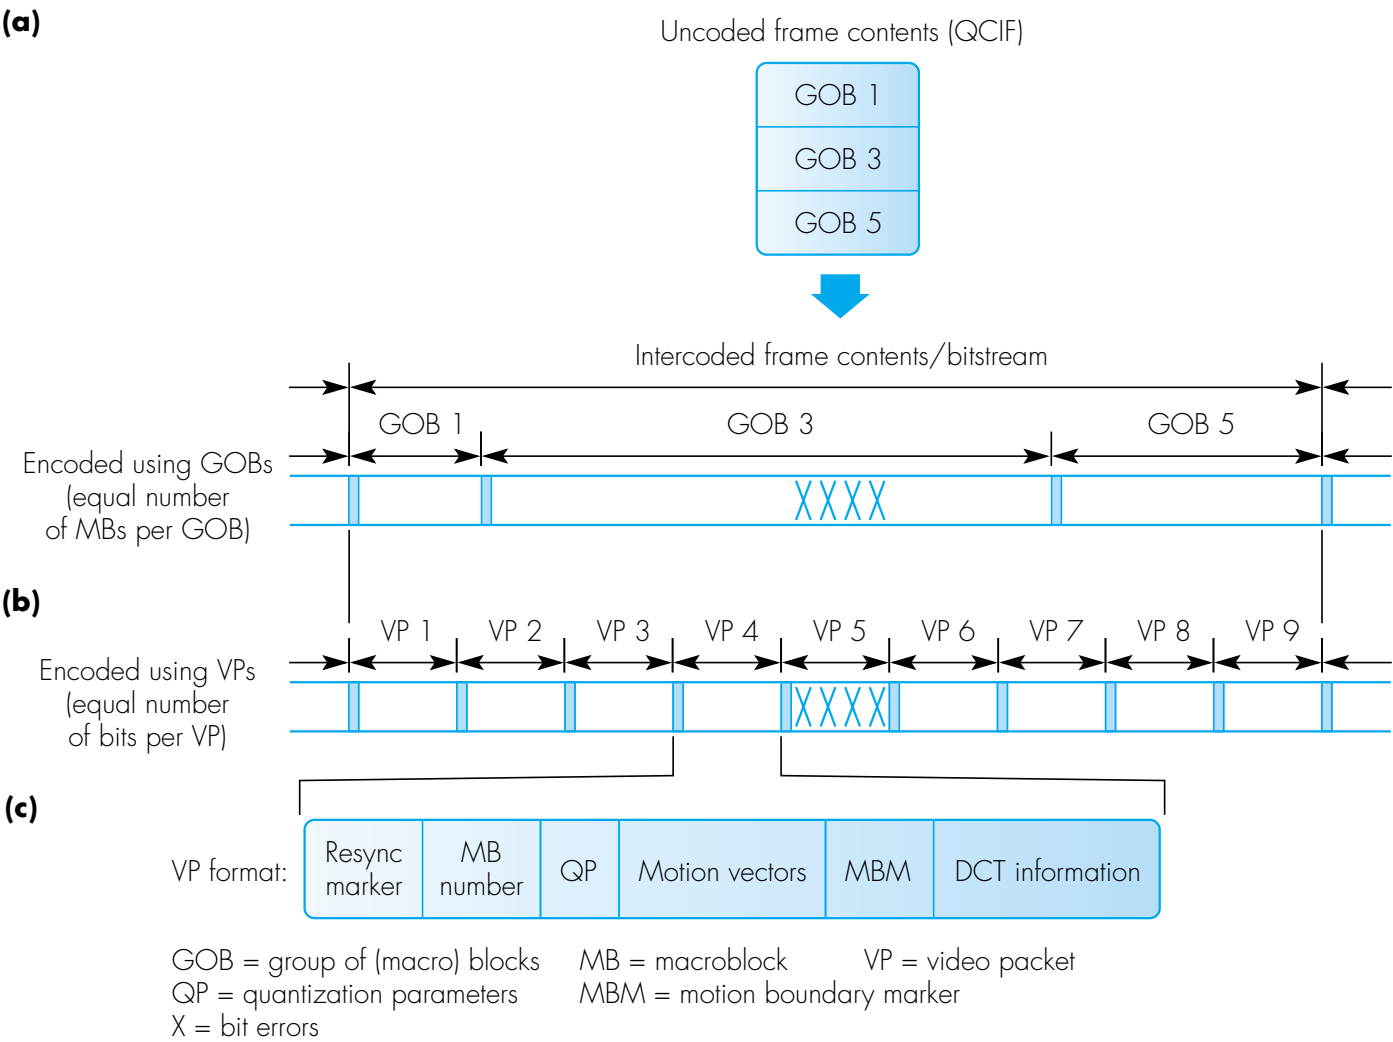 (a)
Uncoded frame contents (QCIF)
GOB 1
GOB 3
GOB 5
Intercoded frame contents/bitstream
GOB 1 GOB 3 GOB 5
Encoded using GOBs
(equal number
of MBs per GOB)
X X X X
(b)
VP 1 VP 2 VP 3 VP 4 VP 5 VP 6 VP 7 VP 8 VP 9
Encoded using VPs
(equal number
of bits per VP)
X X X X
(c)
VP format:
Resync
marker
MB
number
QP
Motion vectors
MBM
DCT information
GOB = group of (macro) blocks MB = macroblock VP = video packet
QP = quantization parameters MBM = motion boundary marker
X = bit errors